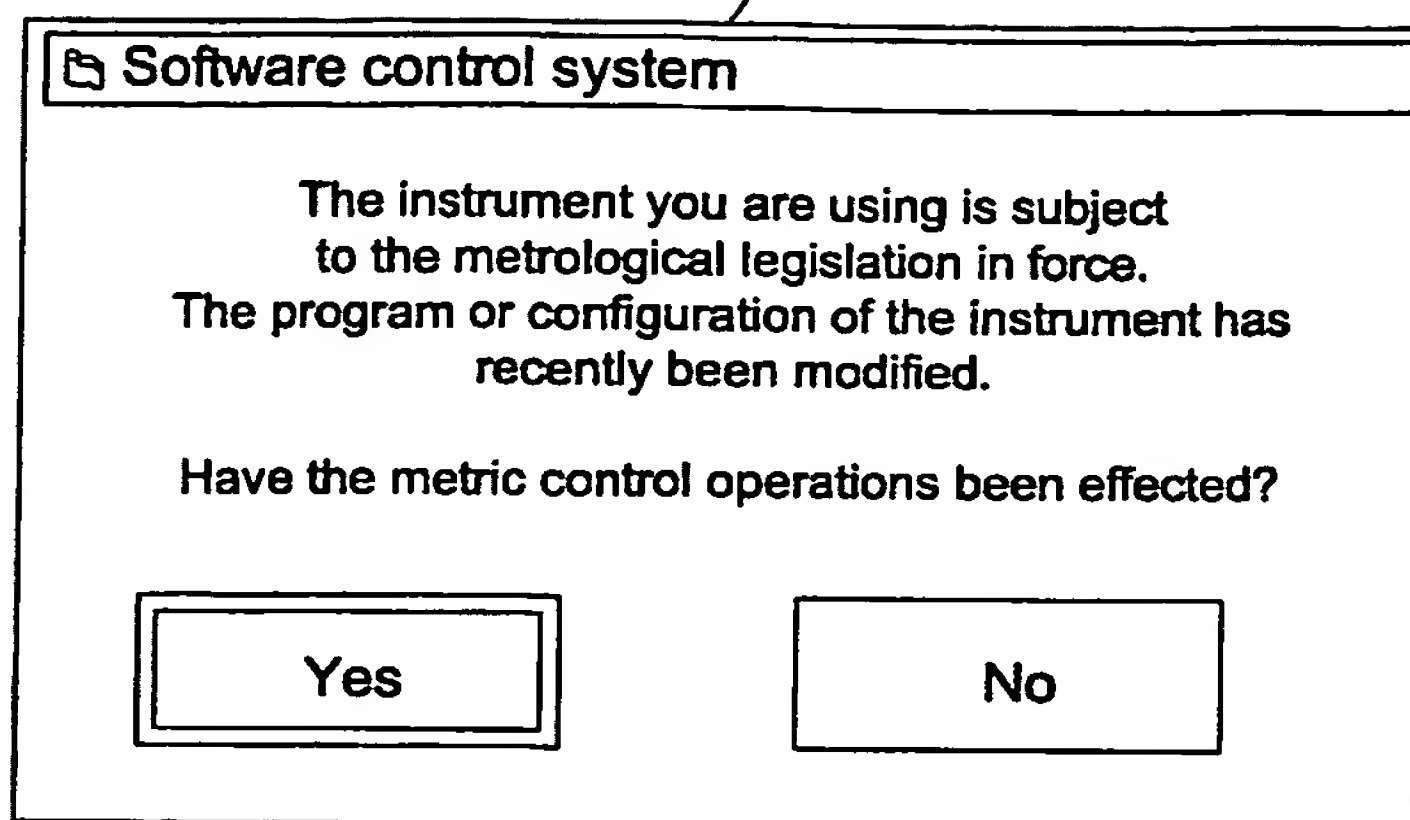 Software control system
The instrument you are using is subject
to the metrological legislation in force.
The program or configuration of the instrument has
recently been modified.
Have the metric control operations been effected?
Yes
No